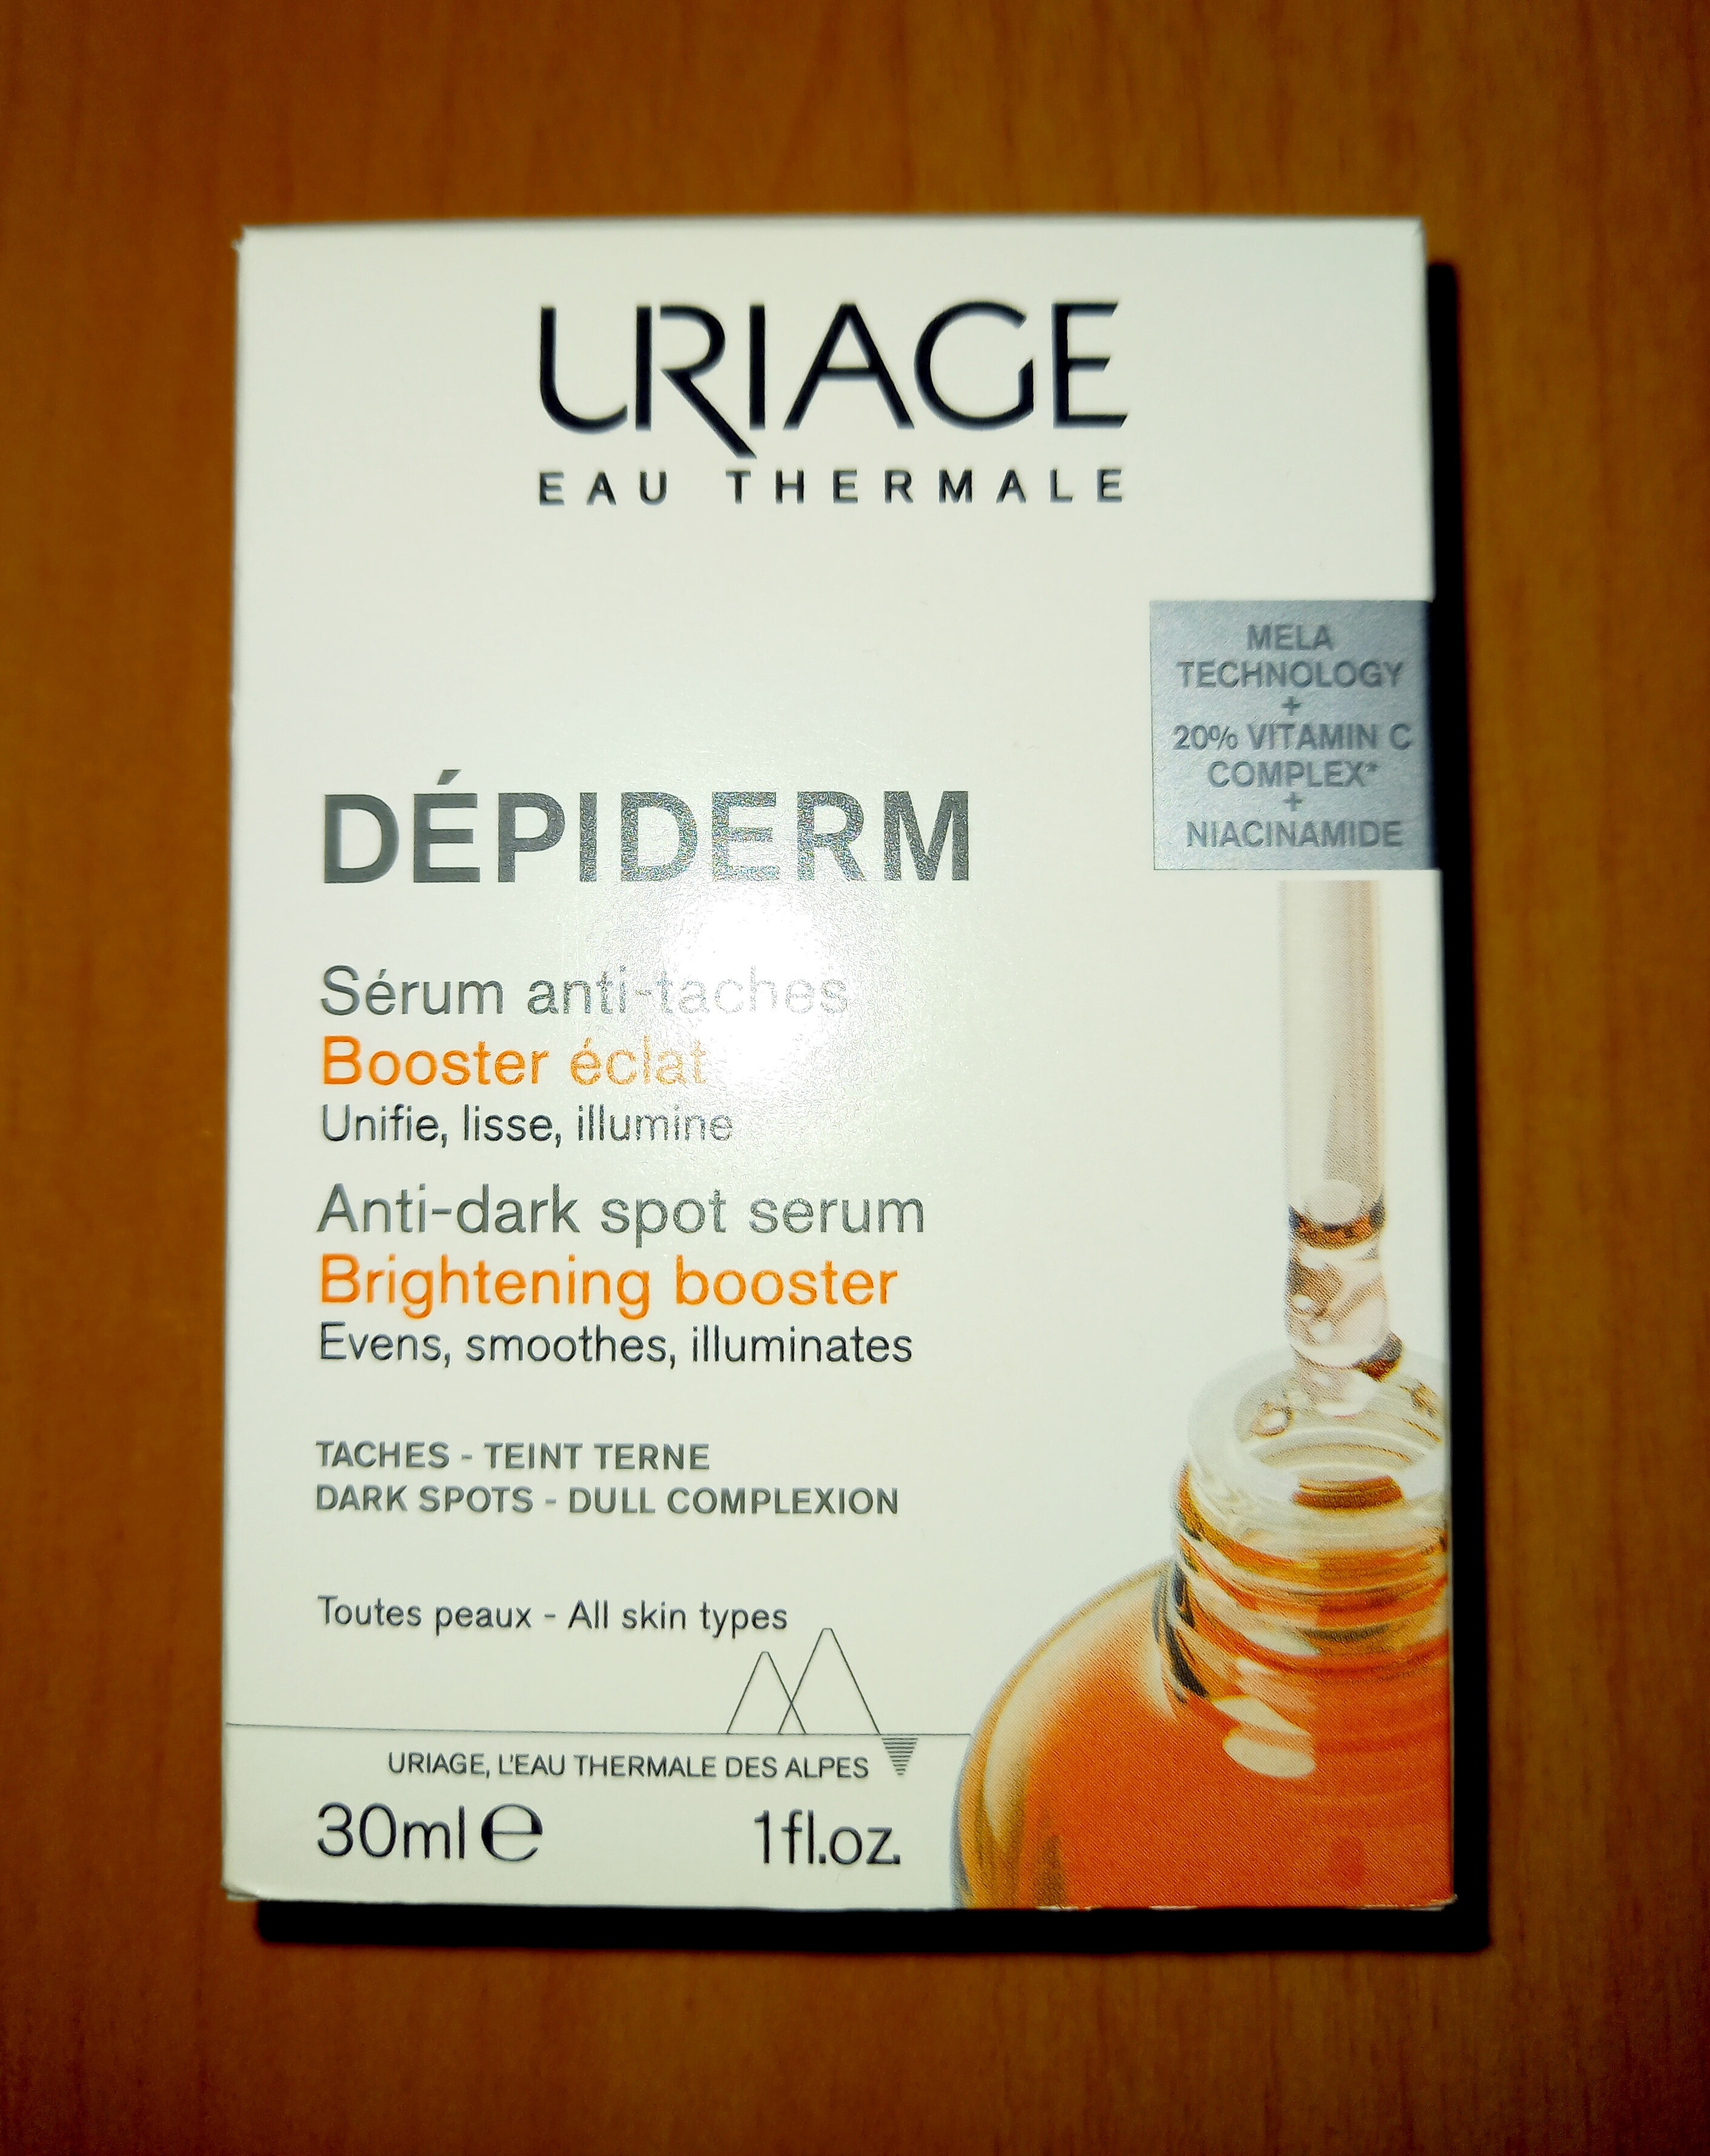 URIAGE
EAU THERMALE
MELA
TECHNOLOGY
+
20% VITAMIN C
COMPLEX*
+
NIACINAMIDE
DÉPIDERM
Sérum anti-taches
Booster éclat
Unifie, lisse, illumine
Anti-dark spot serum
Brightening booster
Evens, smoothes, illuminates
TACHES - TEINT TERNE
DARK SPOTS - DULL COMPLEXION
Toutes peaux - All skin types
URIAGE, L'EAU THERMALE DES ALPES
30ml e 1fl.oz.